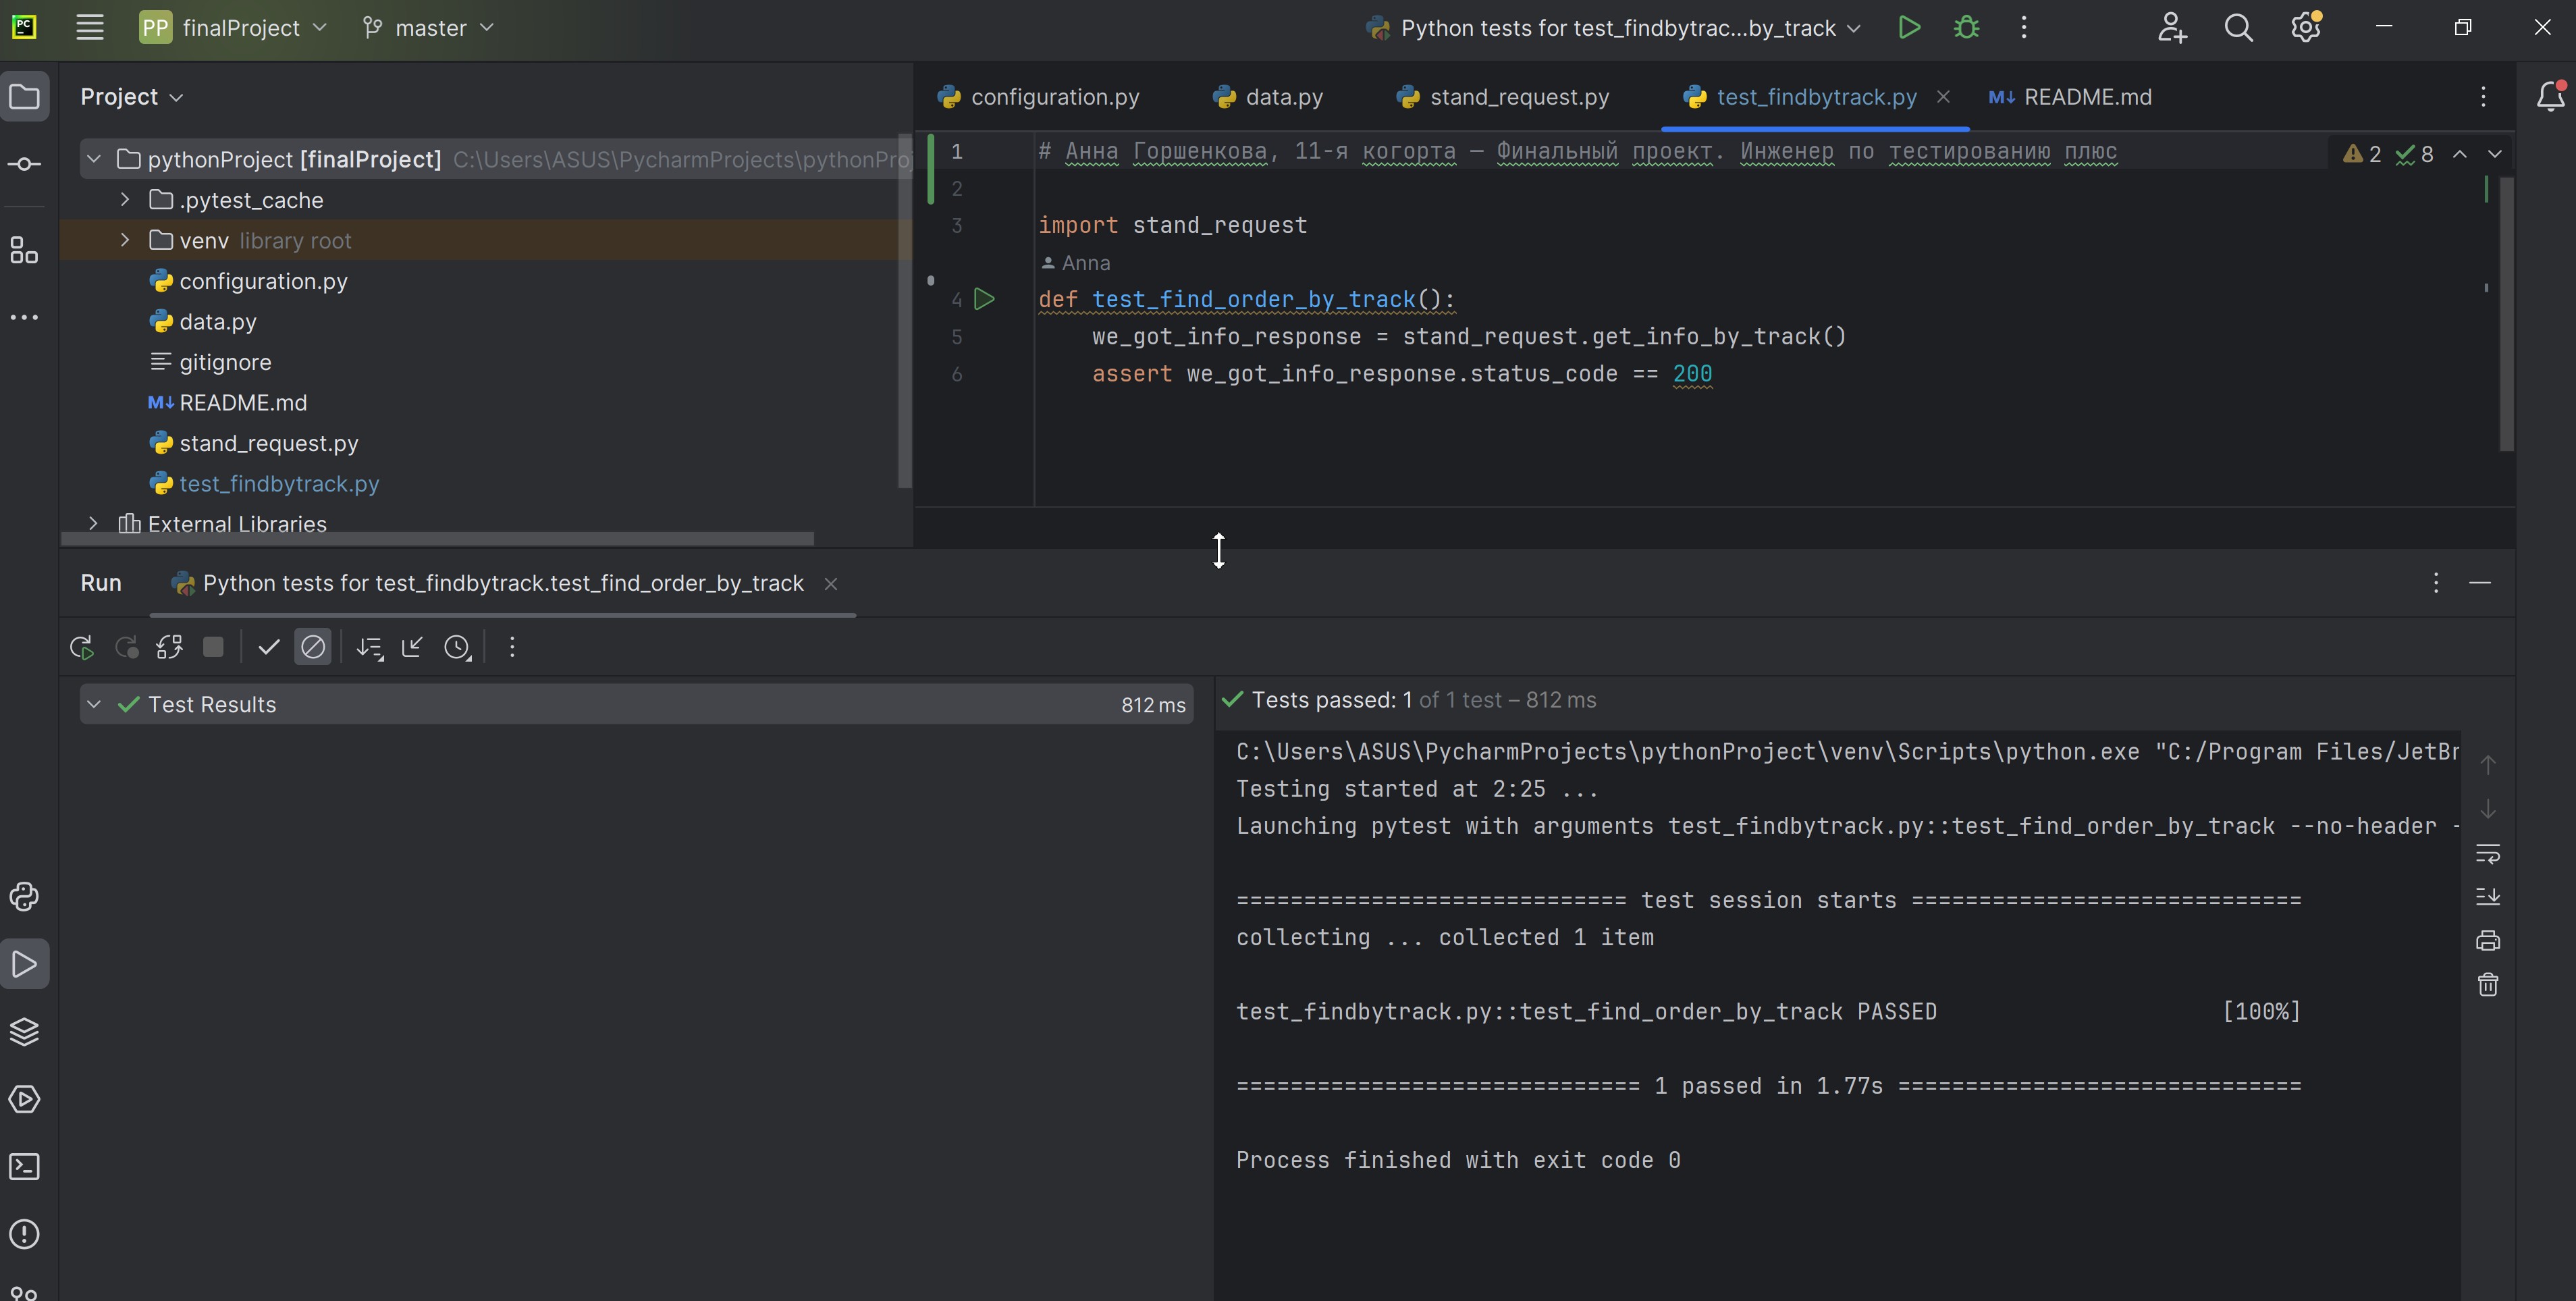 PC
PP finalProject
master
Python tests for test_findbytrac...by_track
Project
configuration.py
data.py
stand_request.py
test_findbytrack.py
M↓ README.md
pythonProject [finalProject] C:\Users\ASUS\PycharmProjects\pythonProj
.pytest_cache
venv library root
configuration.py
data.py
gitignore
M↓ README.md
stand_request.py
test_findbytrack.py
External Libraries
1 # Анна Горшенкова, 11-я когорта — Финальный проект. Инженер по тестированию плюс
2 8
2
3 import stand_request
Anna
4 def test_find_order_by_track():
5 we_got_info_response = stand_request.get_info_by_track()
6 assert we_got_info_response.status_code == 200
Run
Python tests for test_findbytrack.test_find_order_by_track
Test Results 812 ms
Tests passed: 1 of 1 test – 812 ms
C:\Users\ASUS\PycharmProjects\pythonProject\venv\Scripts\python.exe "C:/Program Files/JetBr
Testing started at 2:25 ...
Launching pytest with arguments test_findbytrack.py::test_find_order_by_track --no-header -
============================= test session starts =============================
collecting ... collected 1 item
test_findbytrack.py::test_find_order_by_track PASSED [100%]
============================== 1 passed in 1.77s ==============================
Process finished with exit code 0